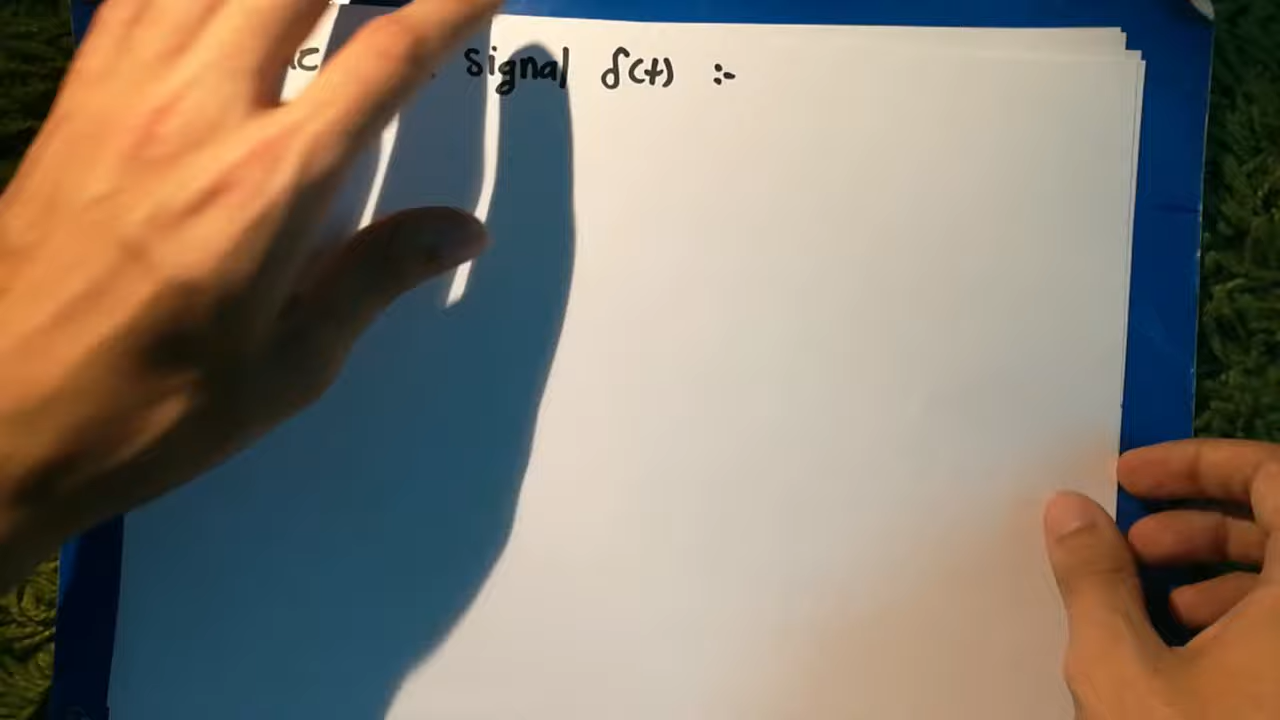 signal δ(t) :-